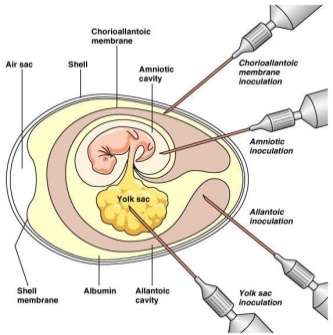 Chorioallantoic
membrane
Air sac
Shell
Amniotic
cavity
Chorioallantoic
membrane
inoculation
Amniotic
inoculation
Yolk sac
Allantoic
inoculation
Shell
membrane
Albumin
Allantoic
cavity
Yolk sac
inoculation